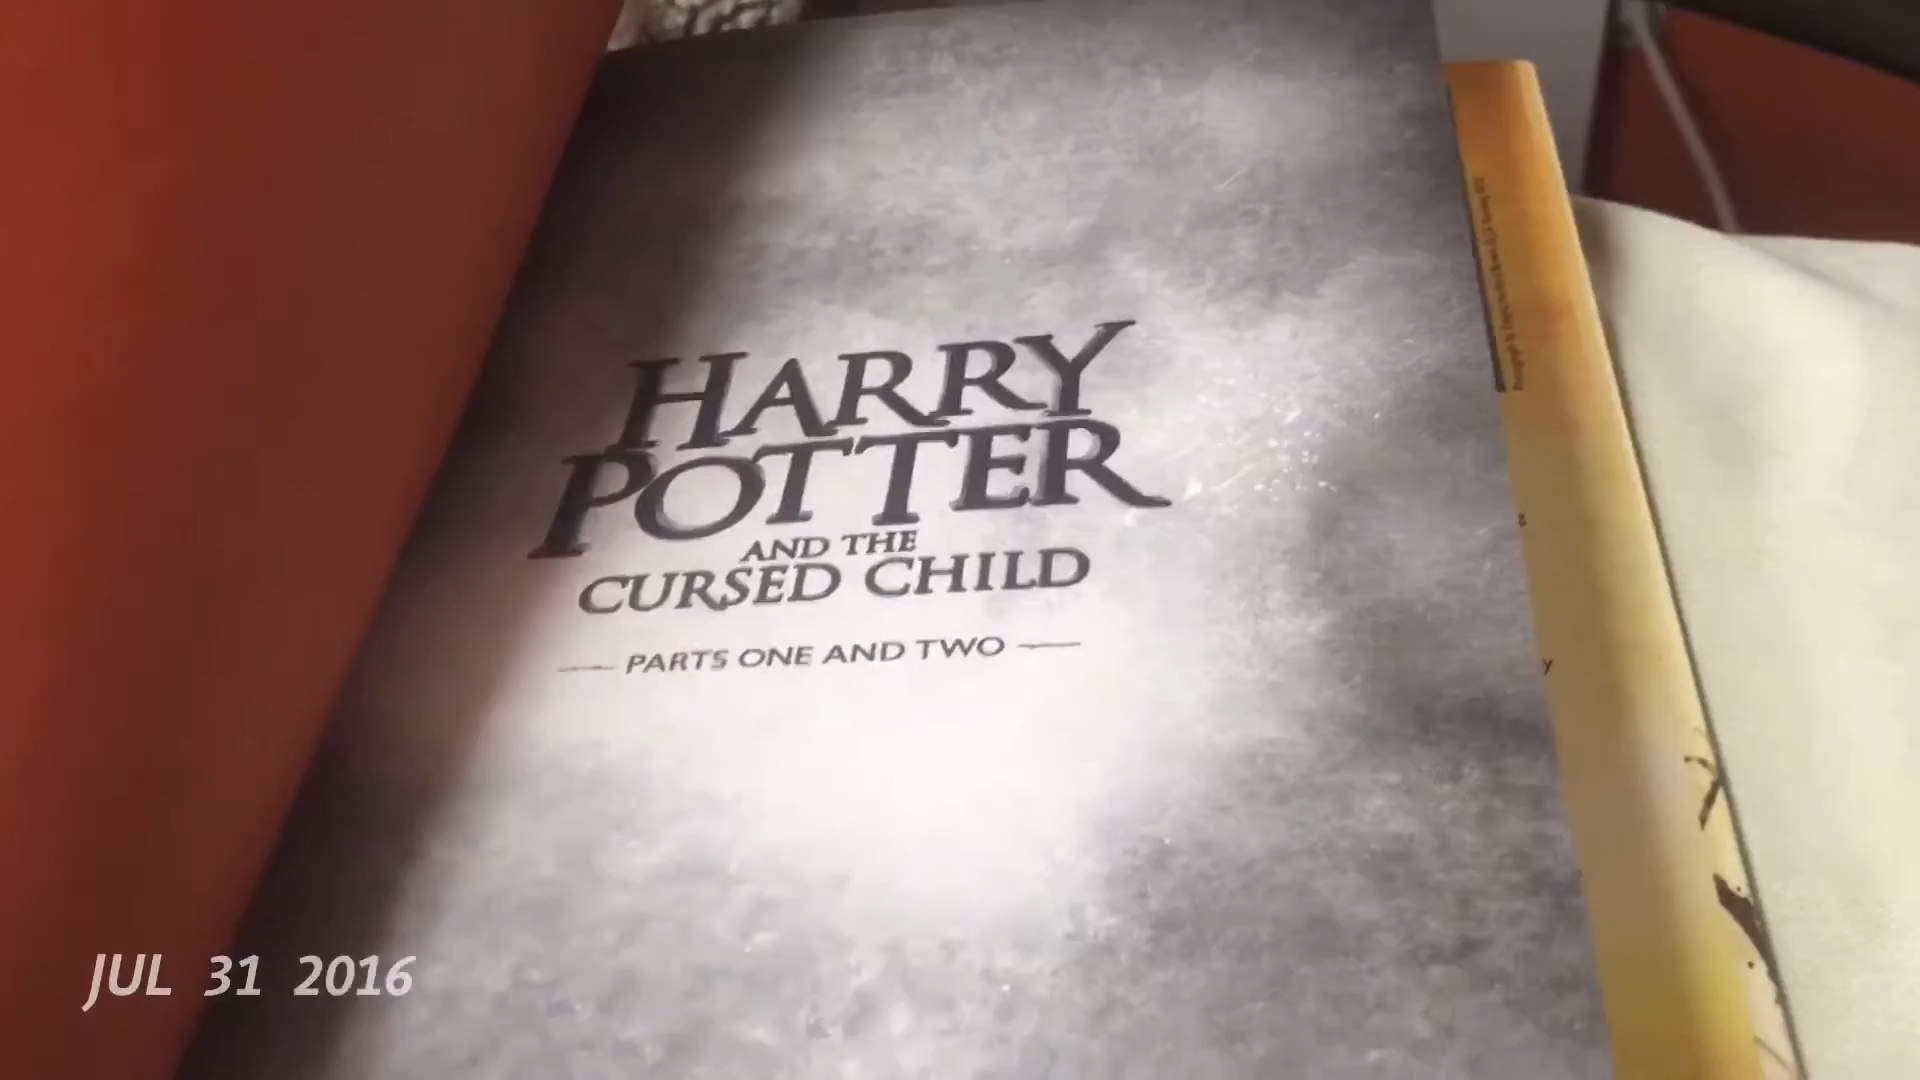 HARRY
POTTER
AND THE
CURSED CHILD
PARTS ONE AND TWO
JUL 31 2016